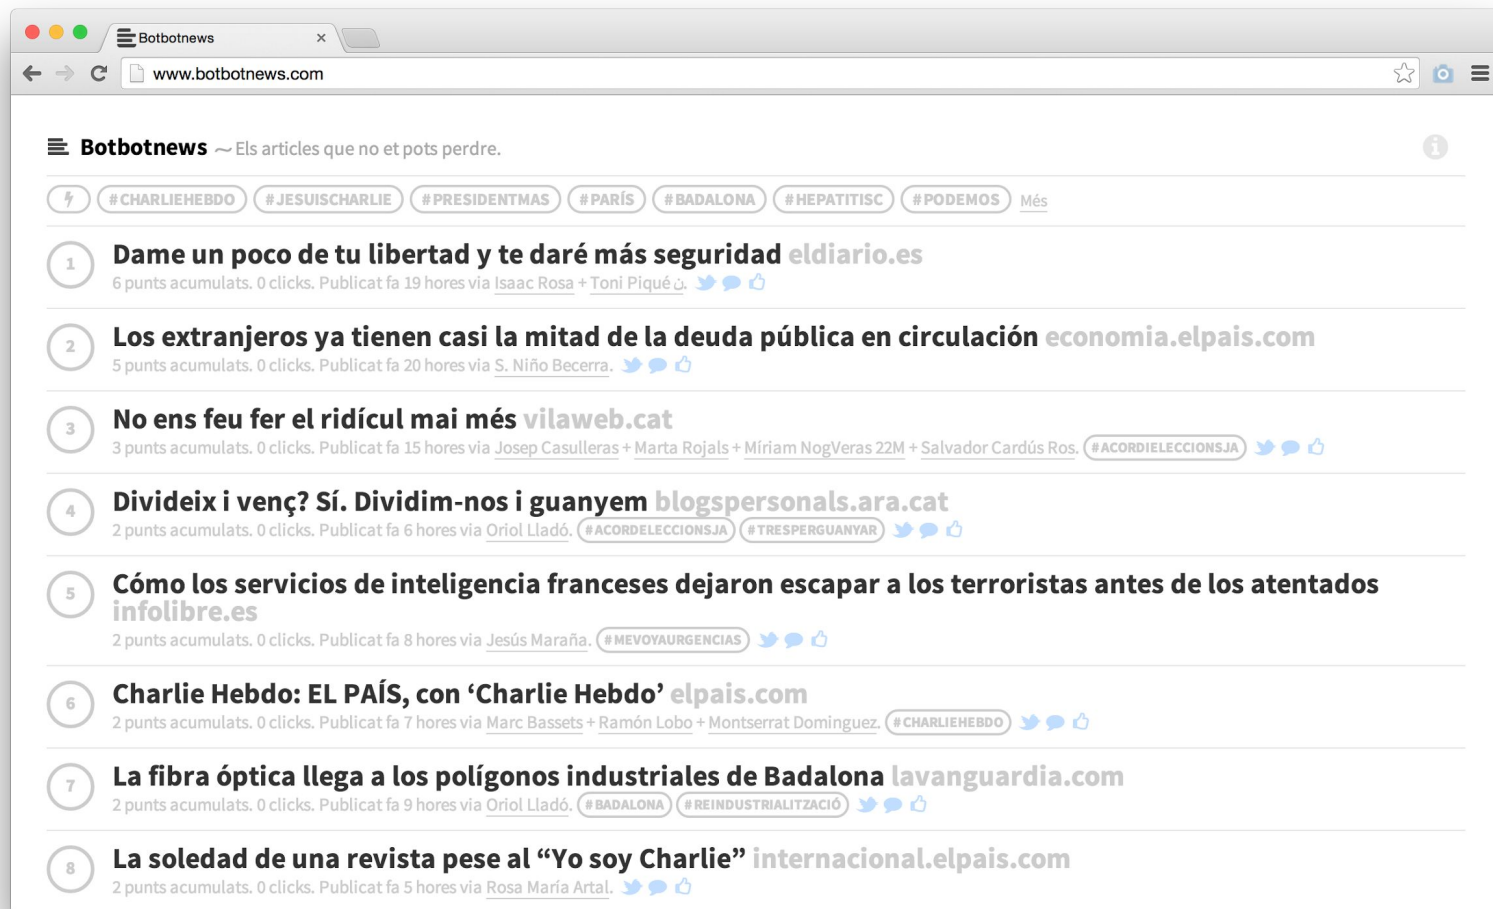 Botbotnews
www.botbotnews.com
Botbotnews ~ Els articles que no et pots perdre.
#CHARLIEHEBDO #JESUISCHARLIE #PRESIDENTMAS #PARÍS #BADALONA #HEPATITISC #PODEMOS Més
1 Dame un poco de tu libertad y te daré más seguridad eldiario.es
6 punts acumulats. 0 clicks. Publicat fa 19 hores via Isaac Rosa + Toni Piqué ن.
2 Los extranjeros ya tienen casi la mitad de la deuda pública en circulación economia.elpais.com
5 punts acumulats. 0 clicks. Publicat fa 20 hores via S. Niño Becerra.
3 No ens feu fer el ridícul mai més vilaweb.cat
3 punts acumulats. 0 clicks. Publicat fa 15 hores via Josep Casulleras + Marta Rojals + Míriam NogVeras 22M + Salvador Cardús Ros. #ACORDIELECCIONSJA
4 Divideix i venç? Sí. Dividim-nos i guanyem blogspersonals.ara.cat
2 punts acumulats. 0 clicks. Publicat fa 6 hores via Oriol Lladó. #ACORDELECCIONSJA #TRESPERGUANYAR
5 Cómo los servicios de inteligencia franceses dejaron escapar a los terroristas antes de los atentados
infolibre.es
2 punts acumulats. 0 clicks. Publicat fa 8 hores via Jesús Maraña. #MEVOYAURGENCIAS
6 Charlie Hebdo: EL PAÍS, con ‘Charlie Hebdo’ elpais.com
2 punts acumulats. 0 clicks. Publicat fa 7 hores via Marc Bassets + Ramón Lobo + Montserrat Dominguez. #CHARLIEHEBDO
7 La fibra óptica llega a los polígonos industriales de Badalona lavanguardia.com
2 punts acumulats. 0 clicks. Publicat fa 9 hores via Oriol Lladó. #BADALONA #REINDUSTRIALITZACIÓ
8 La soledad de una revista pese al “Yo soy Charlie” internacional.elpais.com
2 punts acumulats. 0 clicks. Publicat fa 5 hores via Rosa María Artal.